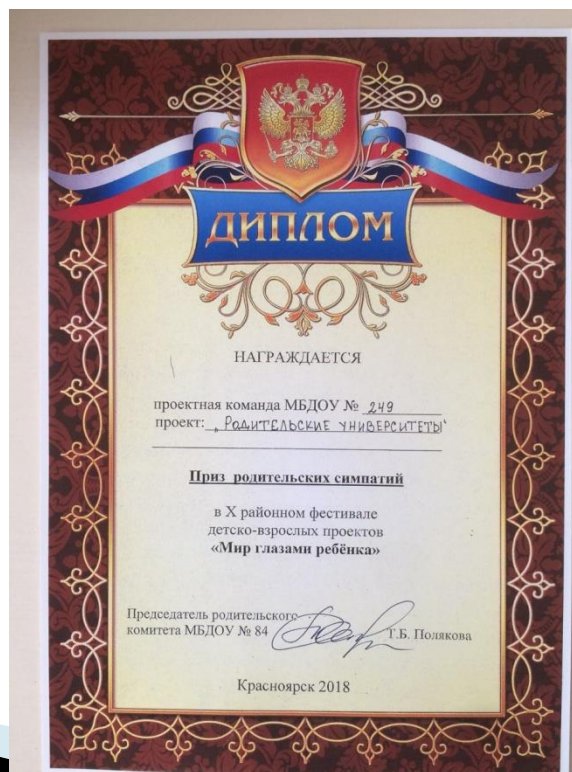 ДИПЛОМ
НАГРАЖДАЕТСЯ
проектная команда МБДОУ № 249
проект: „Родительские университеты“
Приз родительских симпатий
в X районном фестивале
детско-взрослых проектов
«Мир глазами ребёнка»
Председатель родительского
комитета МБДОУ № 84 Т.Б. Полякова
Красноярск 2018